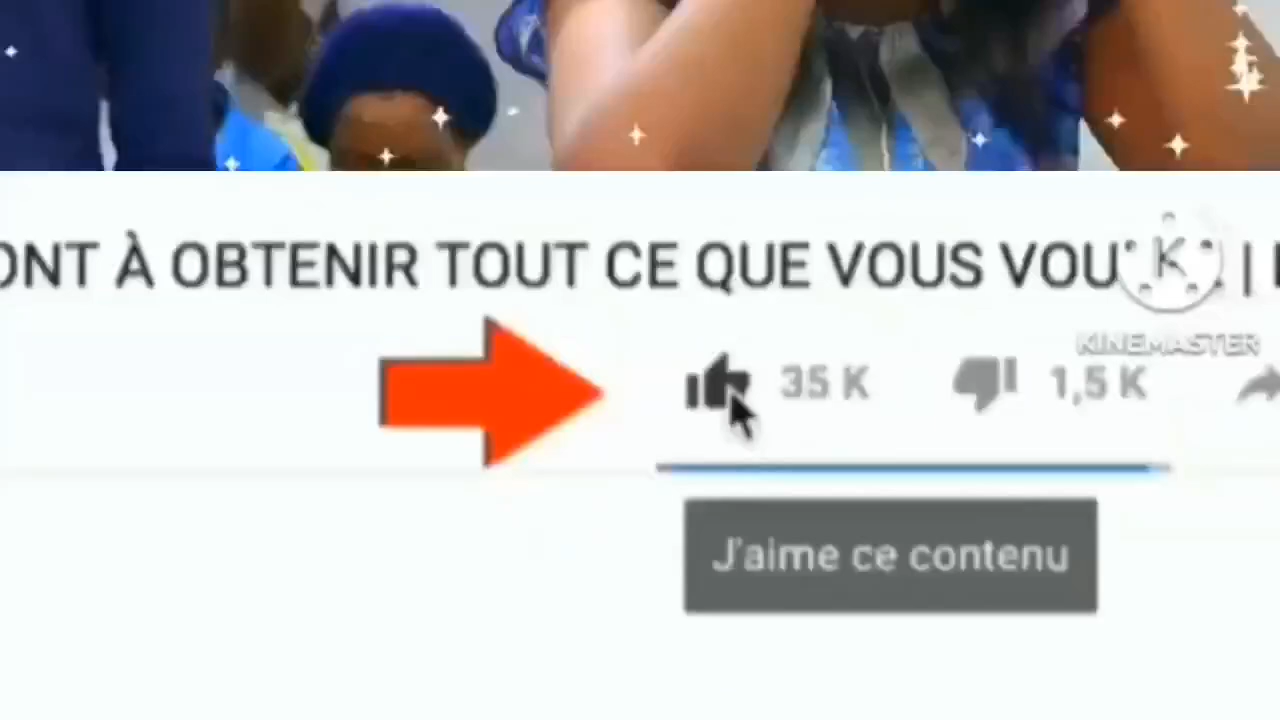 ONT À OBTENIR TOUT CE QUE VOUS VOU
K
KINEMASTER
35 K 1,5 K
J'aime ce contenu